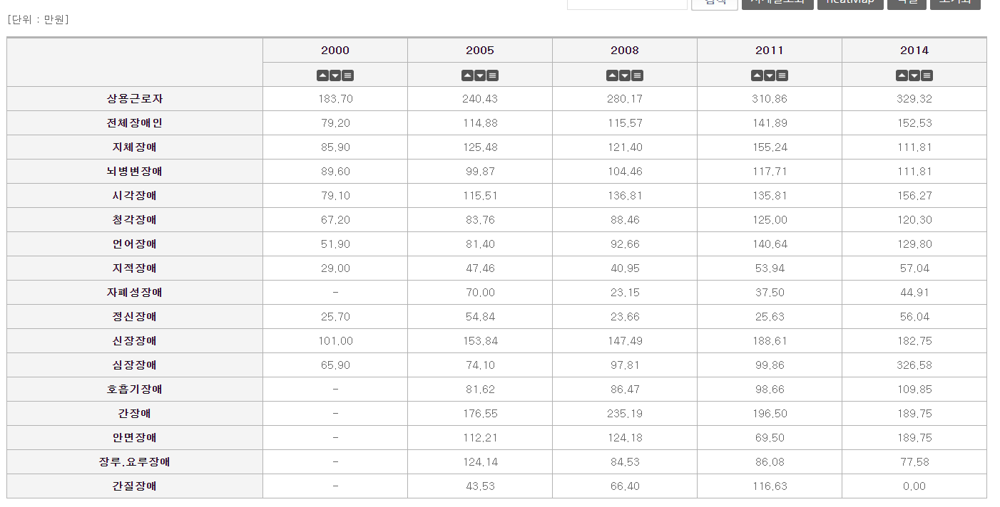 HeatMap
[단위 : 만원]
2000 2005 2008 2011 2014
상용근로자 183.70 240.43 280.17 310.86 329.32
전체장애인 79.20 114.88 115.57 141.89 152.53
지체장애 85.90 125.48 121.40 155.24 111.81
뇌병변장애 89.60 99.87 104.46 117.71 111.81
시각장애 79.10 115.51 136.81 135.81 156.27
청각장애 67.20 83.76 88.46 125.00 120.30
언어장애 51.90 81.40 92.66 140.64 129.80
지적장애 29.00 47.46 40.95 53.94 57.04
자폐성장애 - 70.00 23.15 37.50 44.91
정신장애 25.70 54.84 23.66 25.63 56.04
신장장애 101.00 153.84 147.49 188.61 182.75
심장장애 65.90 74.10 97.81 99.86 326.58
호흡기장애 - 81.62 86.47 98.66 109.85
간장애 - 176.55 235.19 196.50 189.75
안면장애 - 112.21 124.18 69.50 189.75
장루.요루장애 - 124.14 84.53 86.08 77.58
간질장애 - 43.53 66.40 116.63 0.00